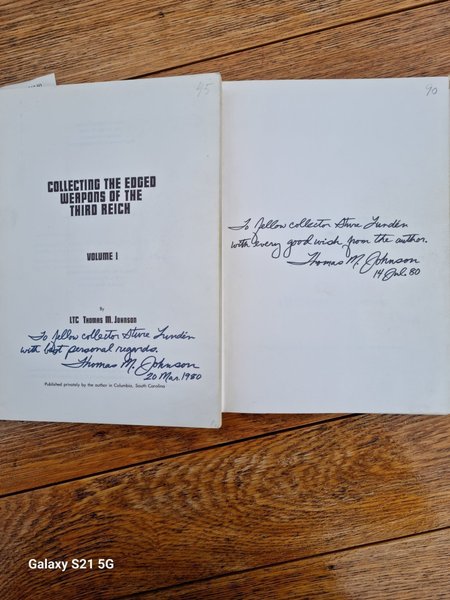 45
COLLECTING THE EDGED
WEAPONS OF THE
THIRD REICH
VOLUME I
By
LTC Thomas M. Johnson
To fellow collector Steve Lundin
with best personal regards.
Thomas M. Johnson
20 Mar. 1980
Published privately by the author in Columbia, South Carolina
90
To fellow collector Steve Lundin
with every good wish from the author.
Thomas M. Johnson
14 Jul. 80
Galaxy S21 5G